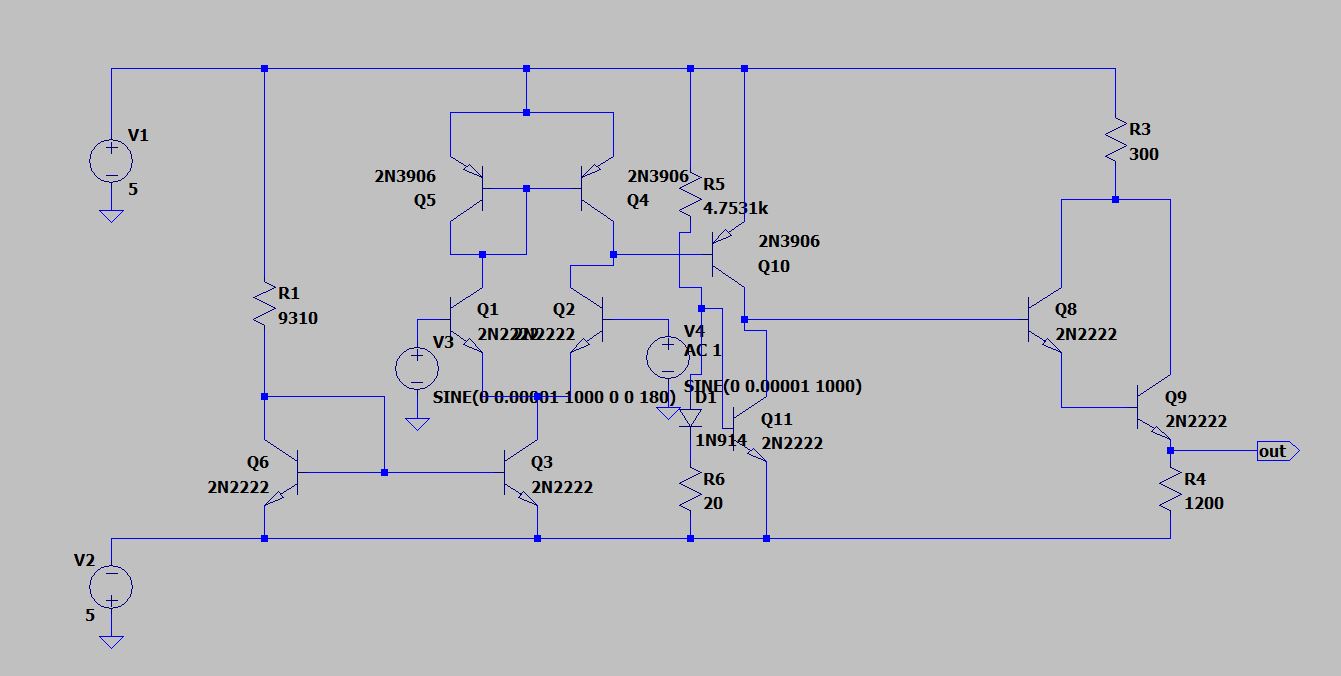 V1
5
R3
300
2N3906
Q5
2N3906
Q4
R5
4.7531k
2N3906
Q10
R1
9310
Q1
2N2222
Q2
2N2222
V3
SINE(0 0.00001 1000 0 0 180)
V4
AC 1
SINE(0 0.00001 1000)
Q8
2N2222
D1
1N914
Q11
2N2222
Q9
2N2222
out
Q6
2N2222
Q3
2N2222
R6
20
R4
1200
V2
5